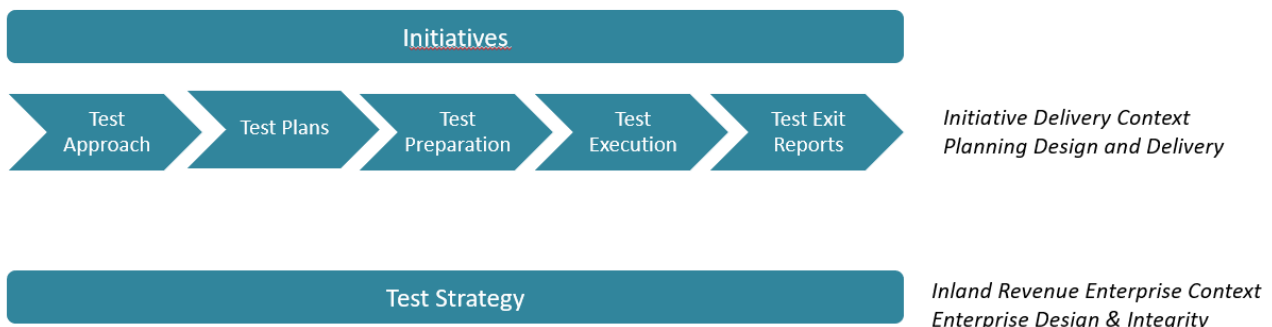 Initiatives
Test
Approach
Test Plans
Test
Preparation
Test
Execution
Test Exit
Reports
Initiative Delivery Context
Planning Design and Delivery
Test Strategy
Inland Revenue Enterprise Context
Enterprise Design & Integrity